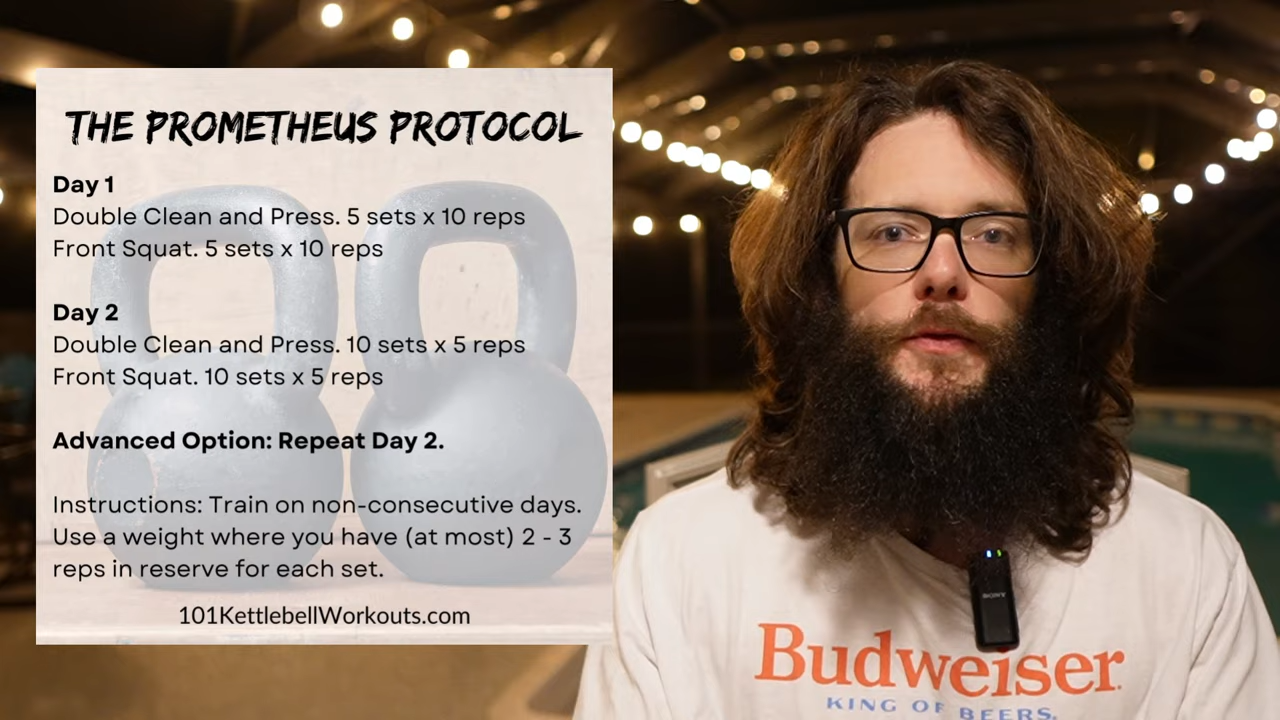 THE PROMETHEUS PROTOCOL
Day 1
Double Clean and Press. 5 sets x 10 reps
Front Squat. 5 sets x 10 reps
Day 2
Double Clean and Press. 10 sets x 5 reps
Front Squat. 10 sets x 5 reps
Advanced Option: Repeat Day 2.
Instructions: Train on non-consecutive days.
Use a weight where you have (at most) 2 - 3
reps in reserve for each set.
101KettlebellWorkouts.com
SONY
Budweiser.
KING OF BEERS.